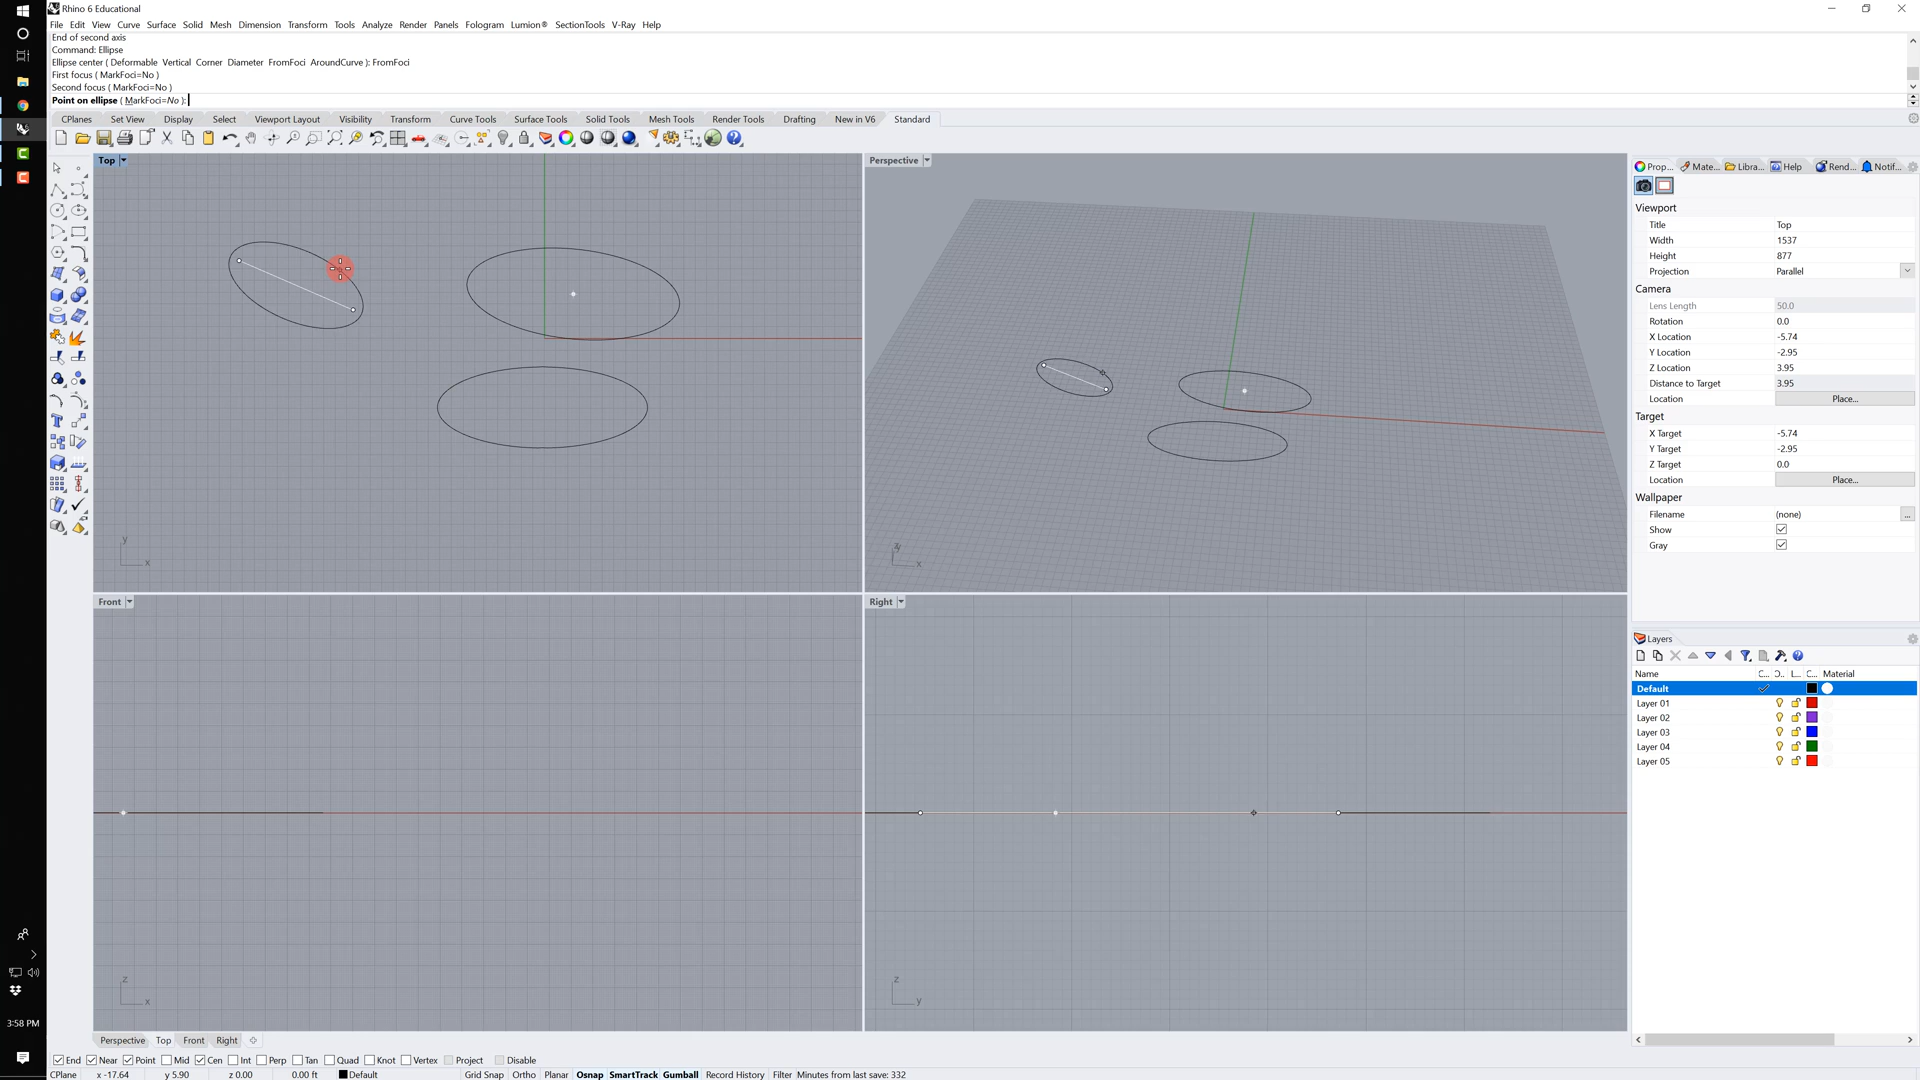 Rhino 6 Educational
File Edit View Curve Surface Solid Mesh Dimension Transform Tools Analyze Render Panels Fologram Lumion® SectionTools V-Ray Help
End of second axis
Command: Ellipse
Ellipse center ( Deformable Vertical Corner Diameter FromFoci AroundCurve ): FromFoci
First focus ( MarkFoci=No )
Second focus ( MarkFoci=No )
Point on ellipse ( MarkFoci=No ):
CPlanes Set View Display Select Viewport Layout Visibility Transform Curve Tools Surface Tools Solid Tools Mesh Tools Render Tools Drafting New in V6 Standard
Top
Perspective
Prop... Mate... Libra... Help Rend... Notif...
Viewport
Title Top
Width 1537
Height 877
Projection Parallel
Camera
Lens Length 50.0
Rotation 0.0
X Location -5.74
Y Location -2.95
Z Location 3.95
Distance to Target 3.95
Location Place...
Target
X Target -5.74
Y Target -2.95
Z Target 0.0
Location Place...
Wallpaper
Filename (none) ...
Show
Gray
y
x
x
Front
Right
z
x
z
y
Layers
Name C... O.. L... C... Material
Default
Layer 01
Layer 02
Layer 03
Layer 04
Layer 05
3:58 PM
Perspective Top Front Right
End Near Point Mid Cen Int Perp Tan Quad Knot Vertex Project Disable
CPlane x -17.64 y 5.90 z 0.00 0.00 ft Default Grid Snap Ortho Planar Osnap SmartTrack Gumball Record History Filter Minutes from last save: 332